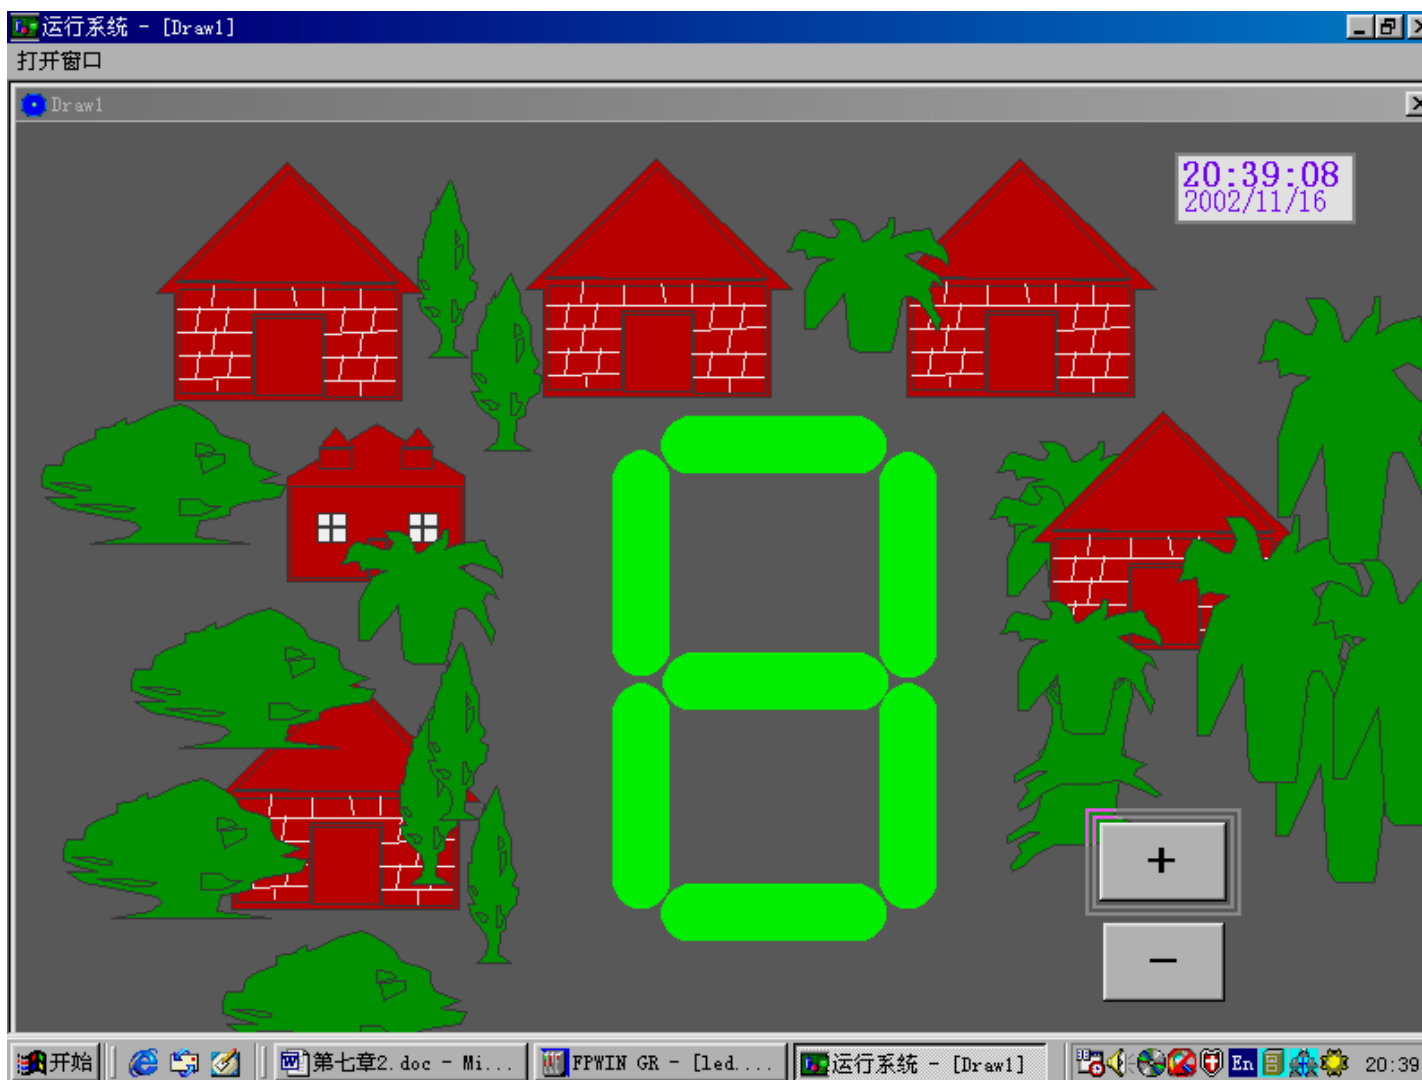 运行系统 - [Draw1]
打开窗口
Draw1
20:39:08
2002/11/16
+
-
开始
第七章2.doc - Mi...
FPWIN GR - [led....
运行系统 - [Draw1]
En
20:39